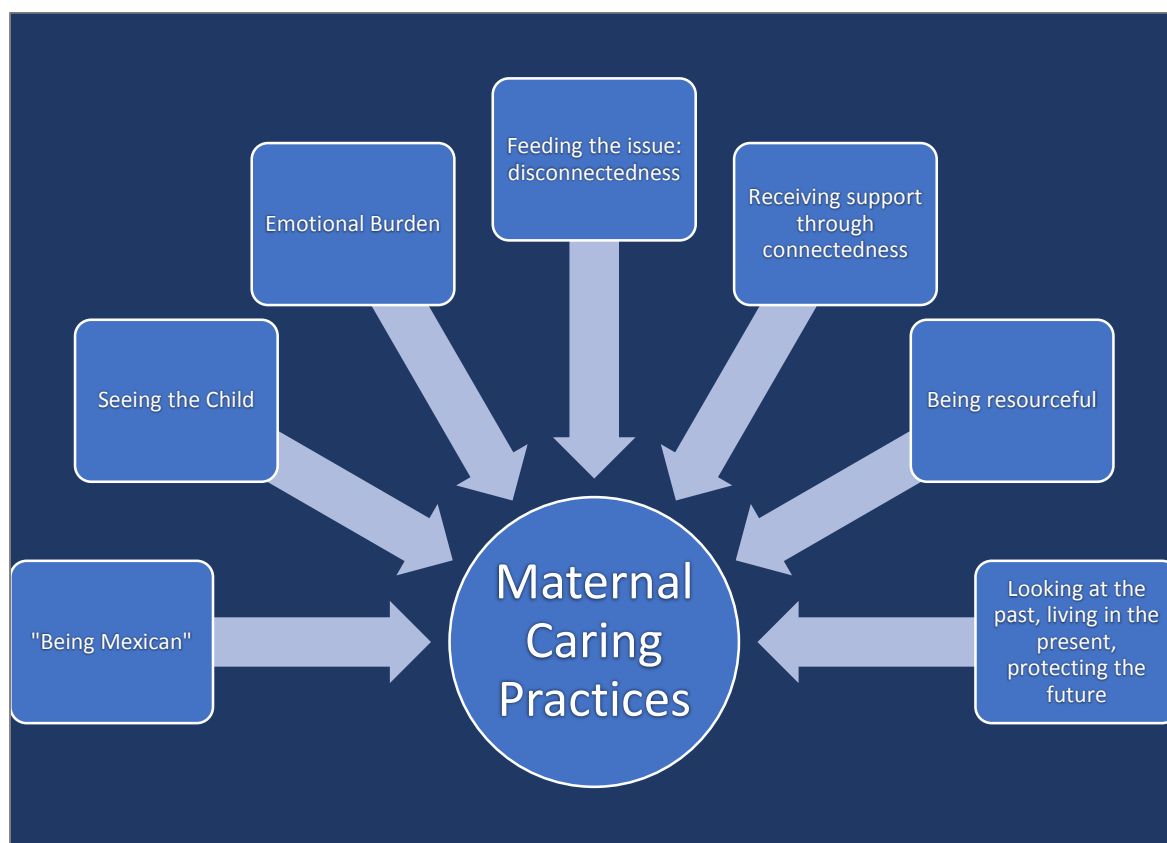 Feeding the issue:
disconnectedness
Emotional Burden
Receiving support
through
connectedness
Seeing the Child
Being resourceful
"Being Mexican"
Maternal
Caring
Practices
Looking at the
past, living in the
present,
protecting the
future